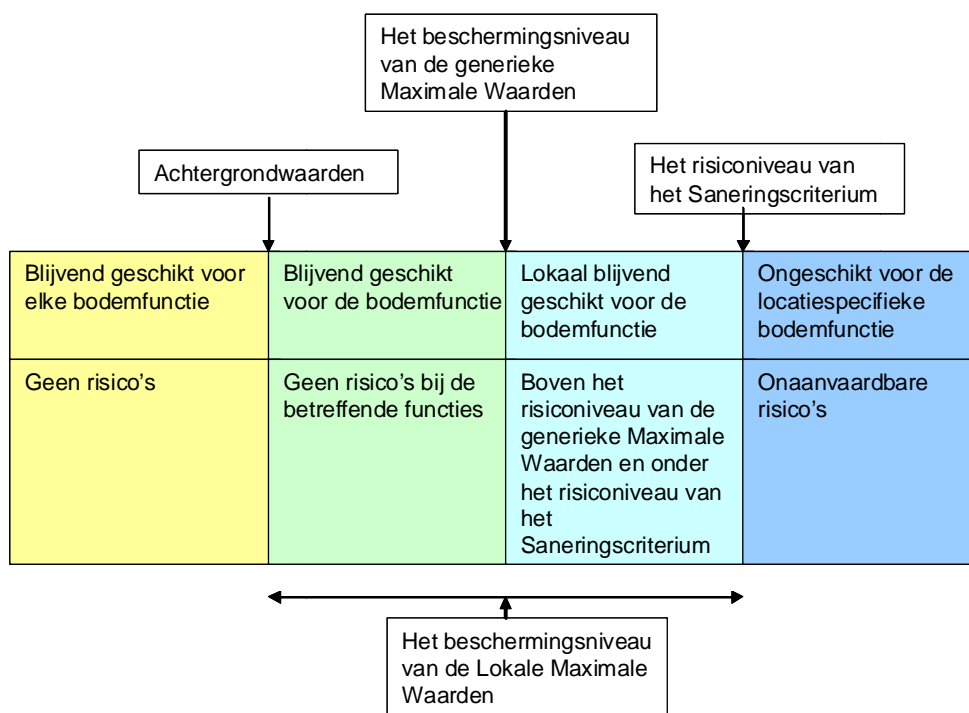 Het beschermingsniveau
van de generieke
Maximale Waarden
Achtergrondwaarden
Het risiconiveau van
het Saneringscriterium
Blijvend geschikt voor
elke bodemfunctie
Blijvend geschikt
voor de bodemfunctie
Lokaal blijvend
geschikt voor de
bodemfunctie
Ongeschikt voor de
locatiespecifieke
bodemfunctie
Geen risico’s
Geen risico’s bij de
betreffende functies
Boven het
risiconiveau van de
generieke Maximale
Waarden en onder
het risiconiveau van
het
Saneringscriterium
Onaanvaardbare
risico’s
Het beschermingsniveau
van de Lokale Maximale
Waarden